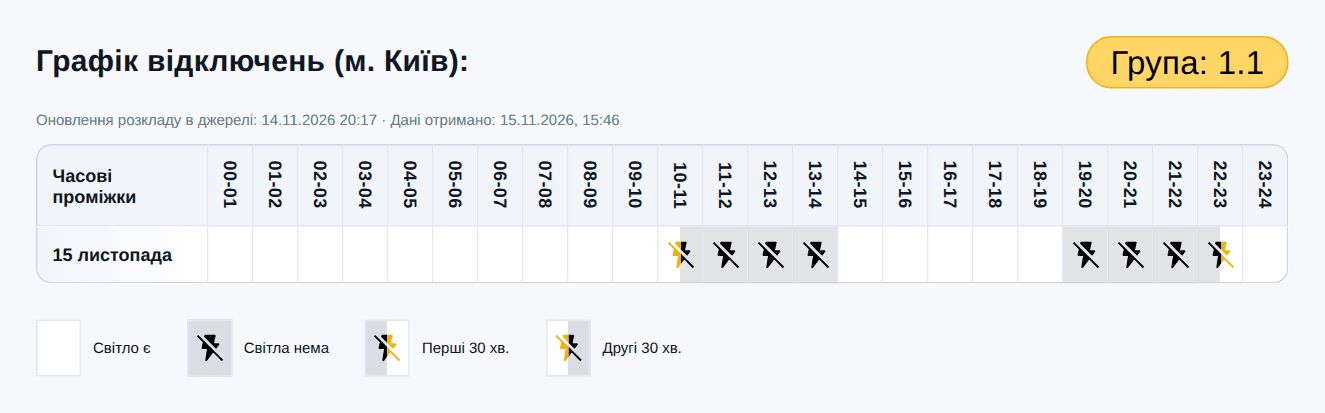 Графік відключень (м. Київ):
Група: 1.1
Оновлення розкладу в джерелі: 14.11.2026 20:17 · Дані отримано: 15.11.2026, 15:46
Часові
проміжки
00-01
01-02
02-03
03-04
04-05
05-06
06-07
07-08
08-09
09-10
10-11
11-12
12-13
13-14
14-15
15-16
16-17
17-18
18-19
19-20
20-21
21-22
22-23
23-24
15 листопада
Світло є
Світла нема
Перші 30 хв.
Другі 30 хв.